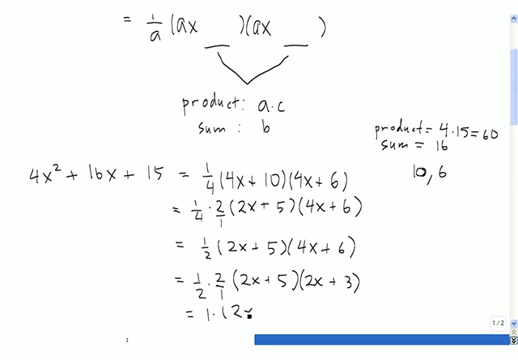 = 1/a (ax __ )(ax __ )
product: a·c
sum : b
product = 4·15 = 60
sum = 16
10, 6
4x² + 16x + 15 = 1/4 (4x + 10)(4x + 6)
= 1/4 · 2/1 (2x + 5)(4x + 6)
= 1/2 (2x + 5)(4x + 6)
= 1/2 · 2/1 (2x + 5)(2x + 3)
= 1·(2x
1
1 / 2